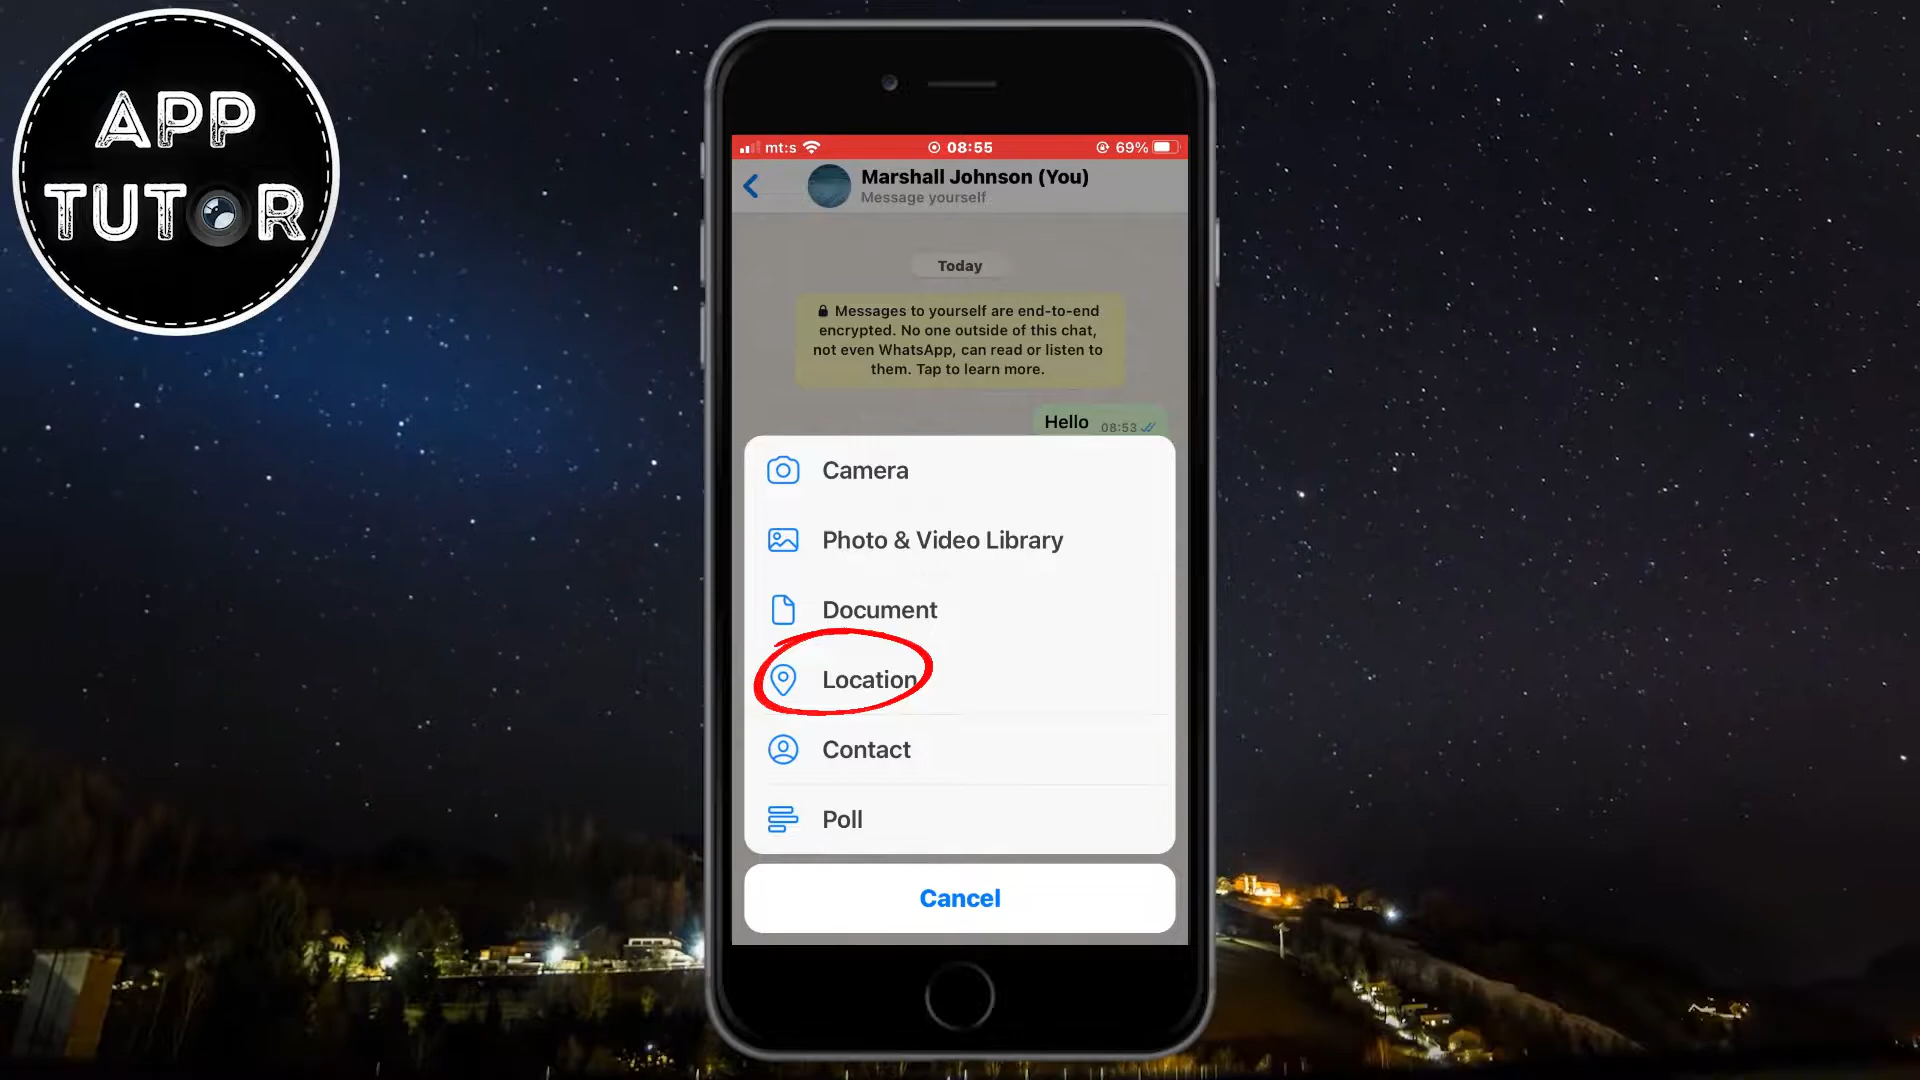 APP
TUTOR
mt:s
08:55
69%
Marshall Johnson (You)
Message yourself
Today
Messages to yourself are end-to-end
encrypted. No one outside of this chat,
not even WhatsApp, can read or listen to
them. Tap to learn more.
Hello 08:53
Camera
Photo & Video Library
Document
Location
Contact
Poll
Cancel